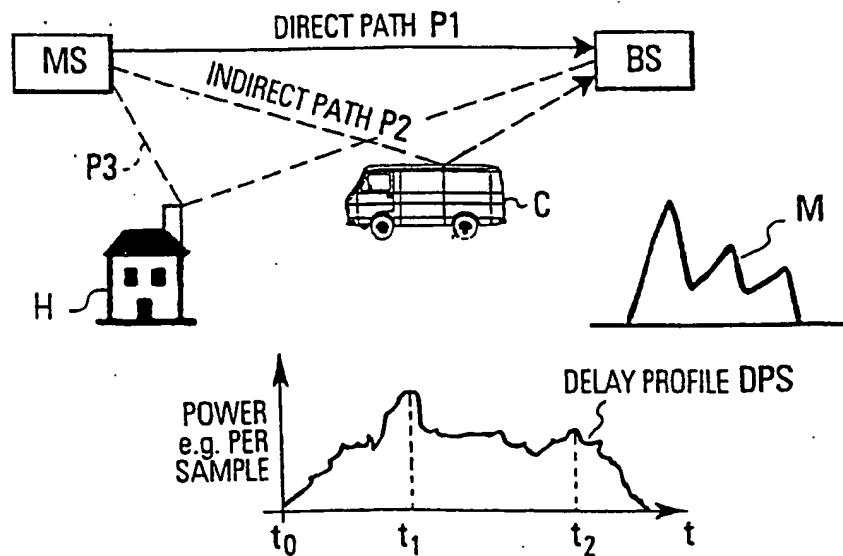 DIRECT PATH P1
MS
BS
INDIRECT PATH P2
P3
C
M
H
DELAY PROFILE DPS
POWER
e.g. PER
SAMPLE
t0
t1
t2
t